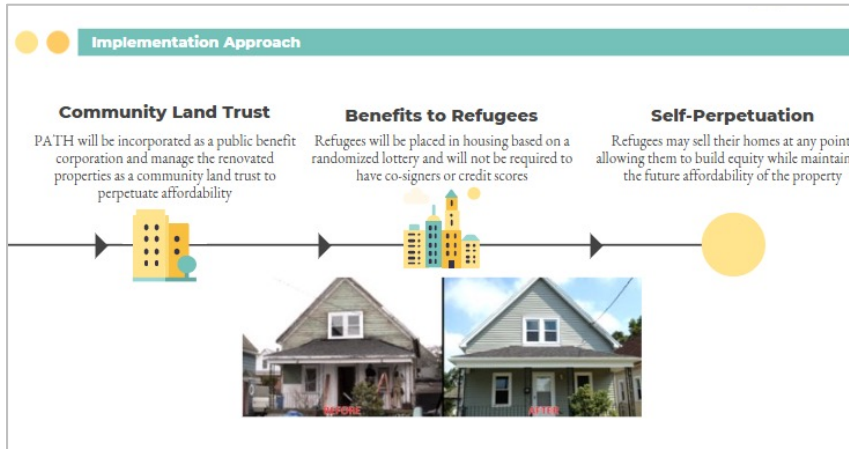 Implementation Approach
Community Land Trust
PATH will be incorporated as a public benefit
corporation and manage the renovated
properties as a community land trust to
perpetuate affordability
Benefits to Refugees
Refugees will be placed in housing based on a
randomized lottery and will not be required to
have co-signers or credit scores
Self-Perpetuation
Refugees may sell their homes at any point
allowing them to build equity while maintain
the future affordability of the property
BEFORE
AFTER